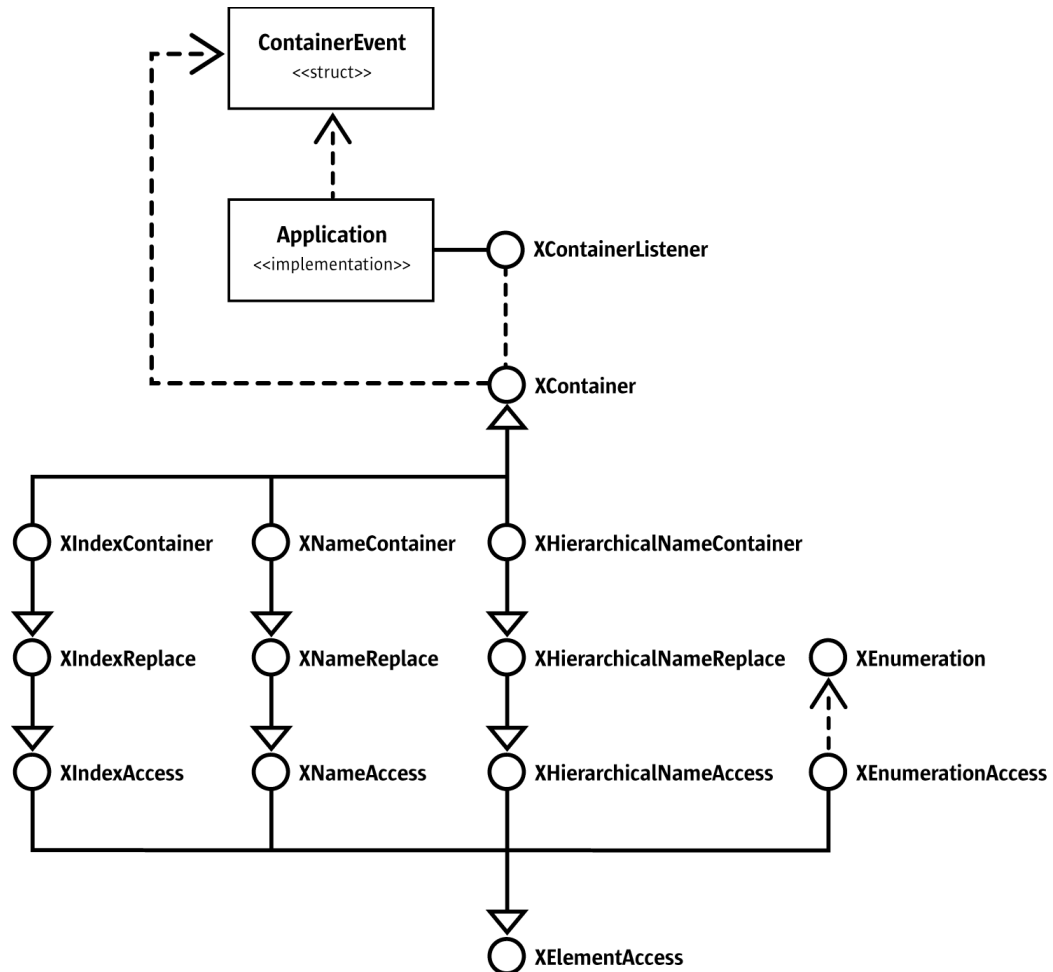 ContainerEvent
<<struct>>
Application
<<implementation>>
XContainerListener
XContainer
XIndexContainer
XNameContainer
XHierarchicalNameContainer
XIndexReplace
XNameReplace
XHierarchicalNameReplace
XEnumeration
XIndexAccess
XNameAccess
XHierarchicalNameAccess
XEnumerationAccess
XElementAccess